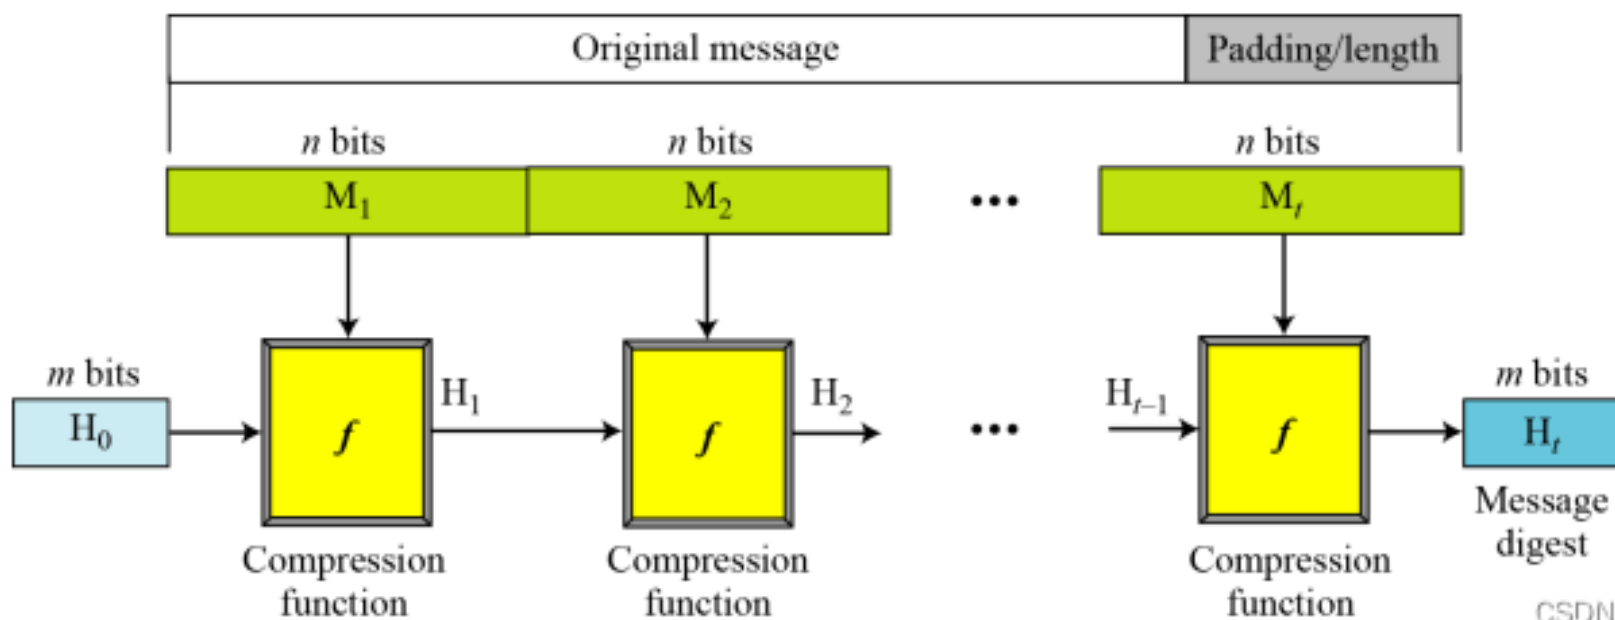 Original message
Padding/length
n bits
n bits
n bits
M1
M2
...
Mt
m bits
H0
f
H1
f
H2
...
Ht–1
f
m bits
Ht
Message
digest
Compression
function
Compression
function
Compression
function
CSDN